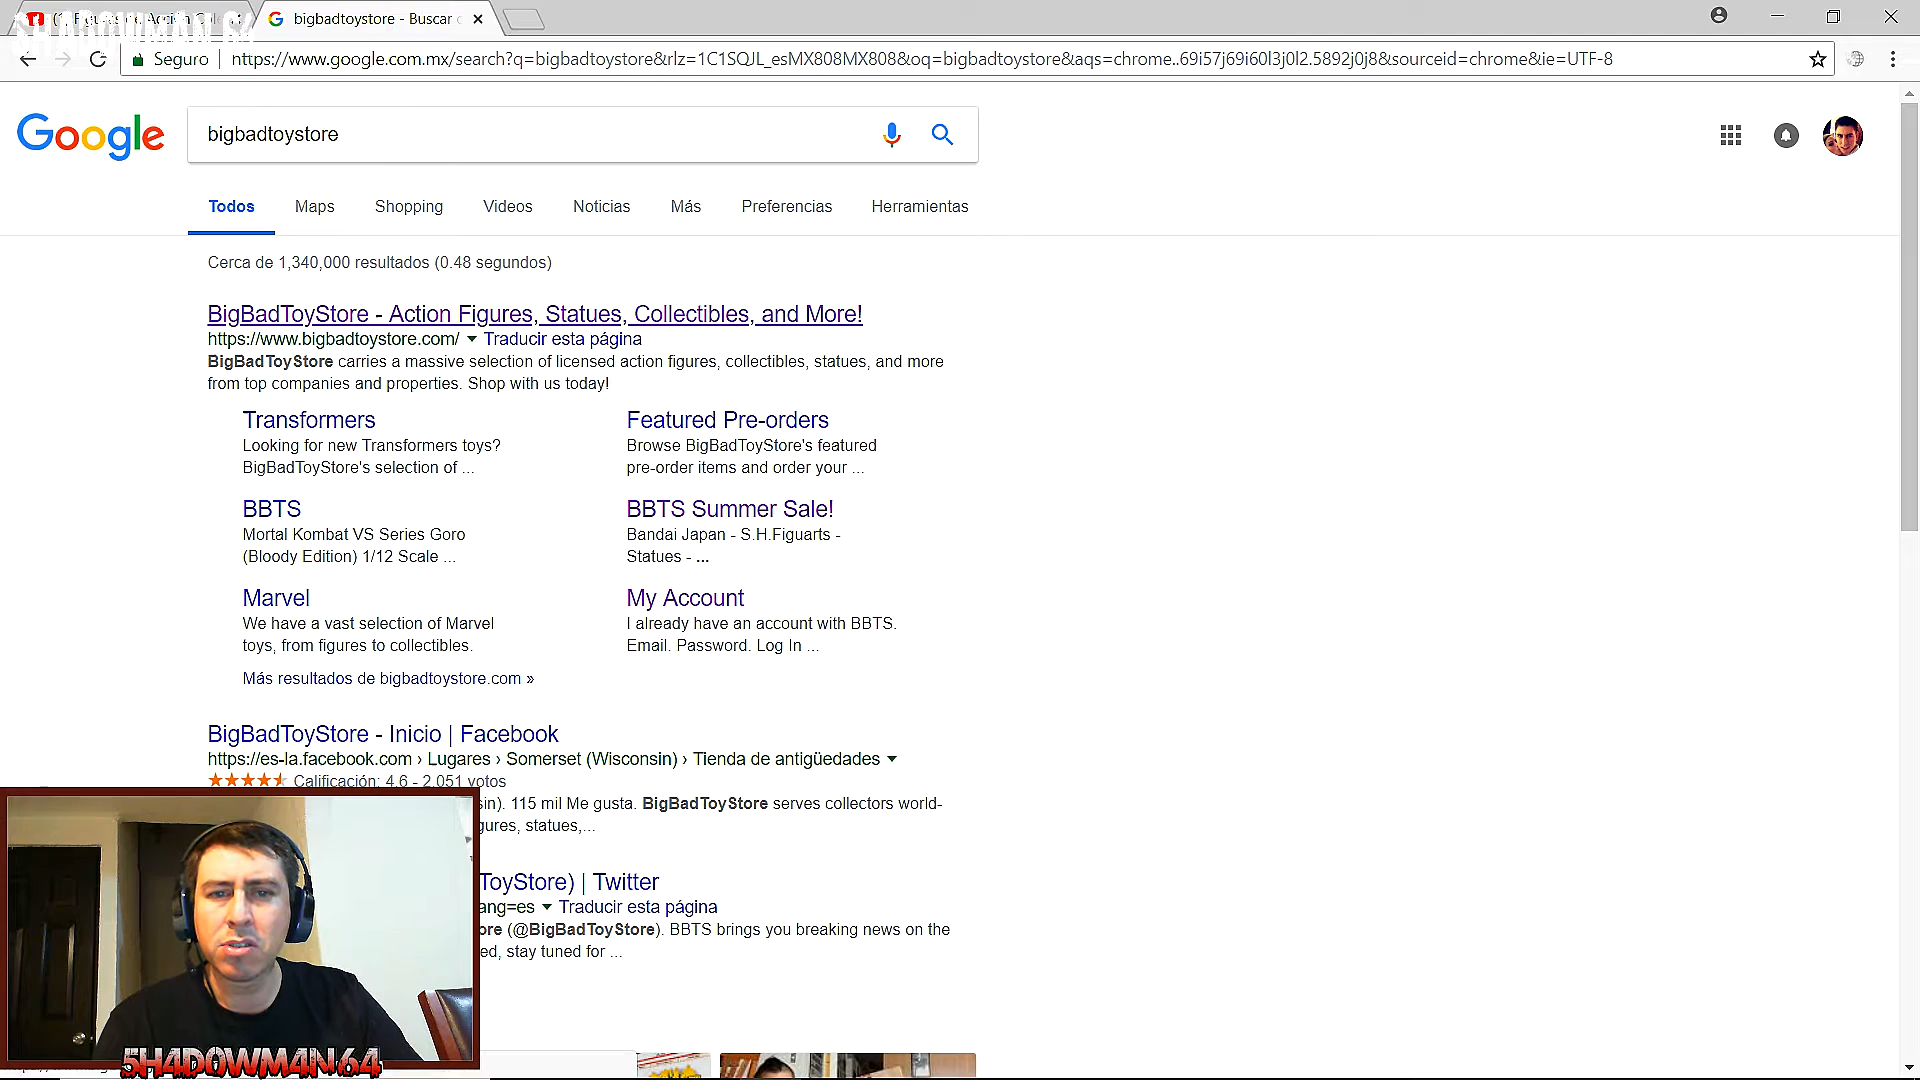 SHADOWMAN 64
bigbadtoystore - Buscar
Seguro
https://www.google.com.mx/search?q=bigbadtoystore&rlz=1C1SQJL_esMX808MX808&oq=bigbadtoystore&aqs=chrome..69i57j69i60l3j0l2.5892j0j8&sourceid=chrome&ie=UTF-8
Google
bigbadtoystore
Todos Maps Shopping Videos Noticias Más Preferencias Herramientas
Cerca de 1,340,000 resultados (0.48 segundos)
BigBadToyStore - Action Figures, Statues, Collectibles, and More!
https://www.bigbadtoystore.com/ Traducir esta página
BigBadToyStore carries a massive selection of licensed action figures, collectibles, statues, and more
from top companies and properties. Shop with us today!
Transformers
Looking for new Transformers toys?
BigBadToyStore's selection of ...
Featured Pre-orders
Browse BigBadToyStore's featured
pre-order items and order your ...
BBTS
Mortal Kombat VS Series Goro
(Bloody Edition) 1/12 Scale ...
BBTS Summer Sale!
Bandai Japan - S.H.Figuarts -
Statues - ...
Marvel
We have a vast selection of Marvel
toys, from figures to collectibles.
My Account
I already have an account with BBTS.
Email. Password. Log In ...
Más resultados de bigbadtoystore.com »
BigBadToyStore - Inicio | Facebook
https://es-la.facebook.com › Lugares › Somerset (Wisconsin) › Tienda de antigüedades
Calificación: 4.6 - 2,051 votos
sin). 115 mil Me gusta. BigBadToyStore serves collectors world-
gures, statues,...
ToyStore) | Twitter
ang=es Traducir esta página
ore (@BigBadToyStore). BBTS brings you breaking news on the
ed, stay tuned for ...
5H4D0WM4N64